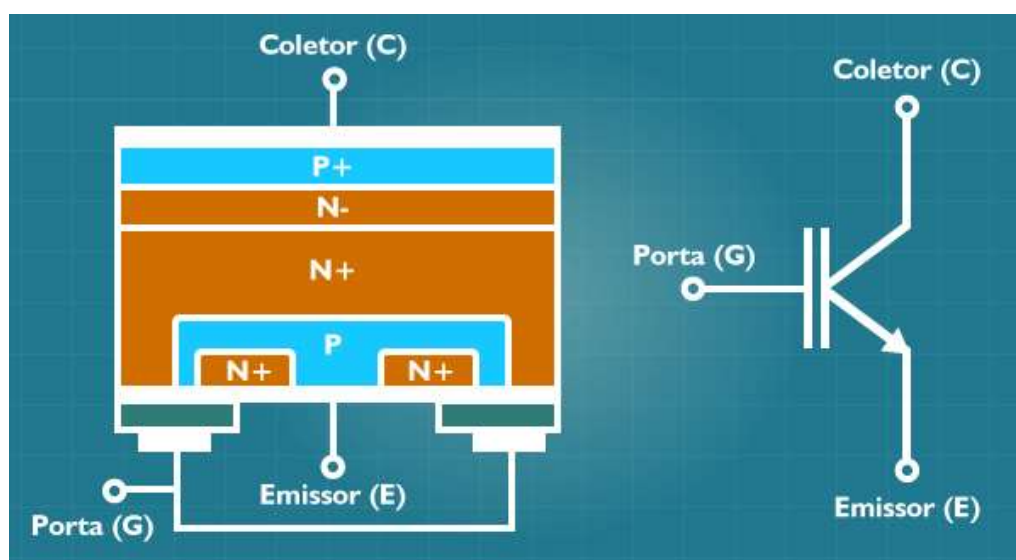 Coletor (C)
P+
N-
N+
P
N+
N+
Emissor (E)
Porta (G)
Coletor (C)
Porta (G)
Emissor (E)